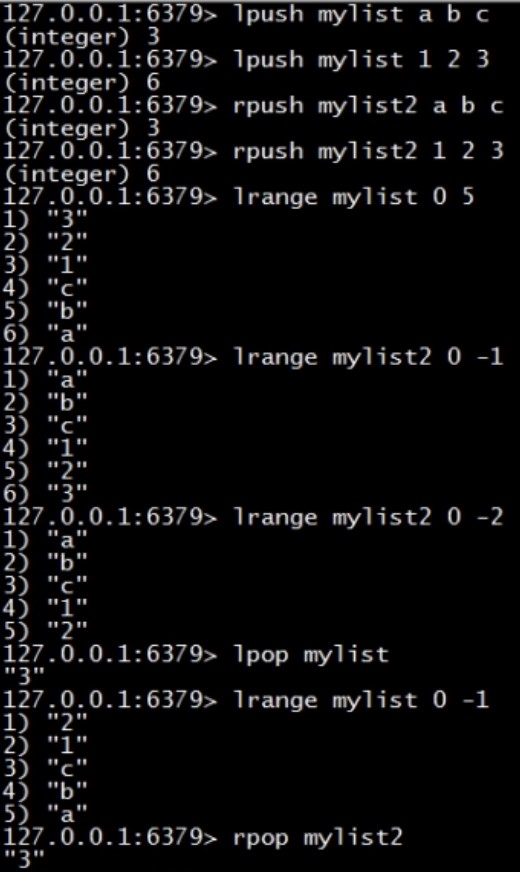 127.0.0.1:6379> lpush mylist a b c
(integer) 3
127.0.0.1:6379> lpush mylist 1 2 3
(integer) 6
127.0.0.1:6379> rpush mylist2 a b c
(integer) 3
127.0.0.1:6379> rpush mylist2 1 2 3
(integer) 6
127.0.0.1:6379> lrange mylist 0 5
1) "3"
2) "2"
3) "1"
4) "c"
5) "b"
6) "a"
127.0.0.1:6379> lrange mylist2 0 -1
1) "a"
2) "b"
3) "c"
4) "1"
5) "2"
6) "3"
127.0.0.1:6379> lrange mylist2 0 -2
1) "a"
2) "b"
3) "c"
4) "1"
5) "2"
127.0.0.1:6379> lpop mylist
"3"
127.0.0.1:6379> lrange mylist 0 -1
1) "2"
2) "1"
3) "c"
4) "b"
5) "a"
127.0.0.1:6379> rpop mylist2
"3"